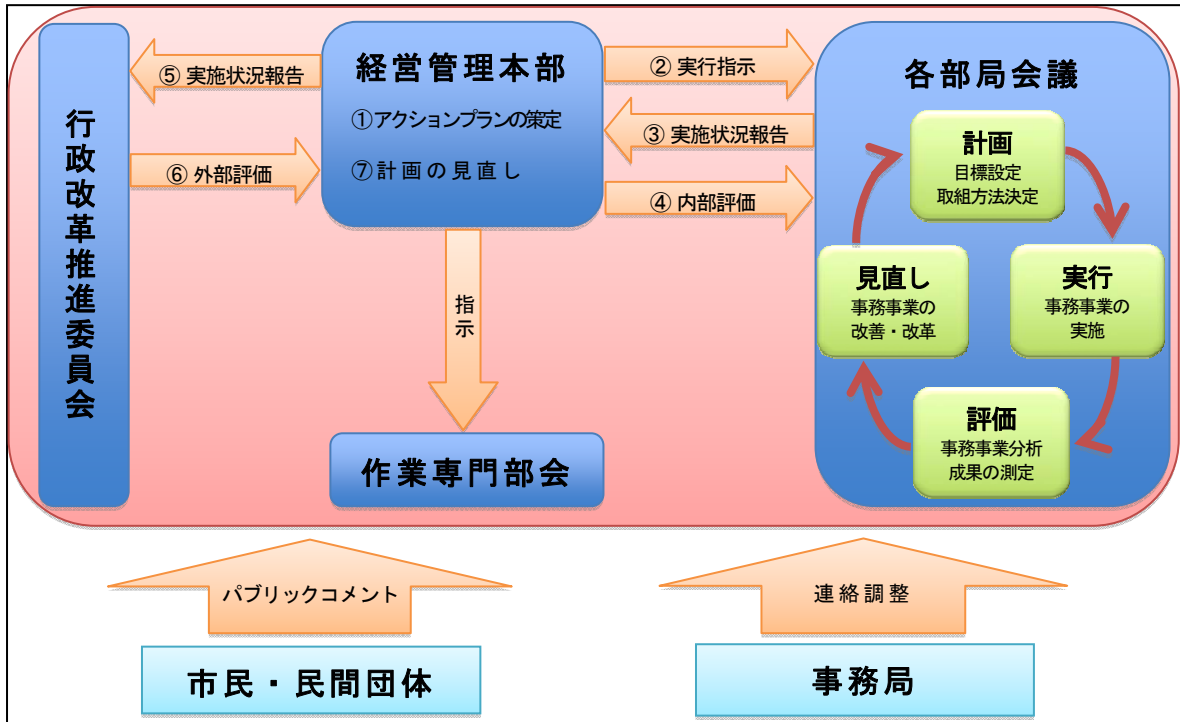 行政改革推進委員会
⑤ 実施状況報告
⑥ 外部評価
経営管理本部
①アクションプランの策定
⑦計画の見直し
② 実行指示
③ 実施状況報告
④ 内部評価
指示
作業専門部会
各部局会議
計画
目標設定
取組方法決定
実行
事務事業の
実施
評価
事務事業分析
成果の測定
見直し
事務事業の
改善・改革
パブリックコメント
市民・民間団体
連絡調整
事務局